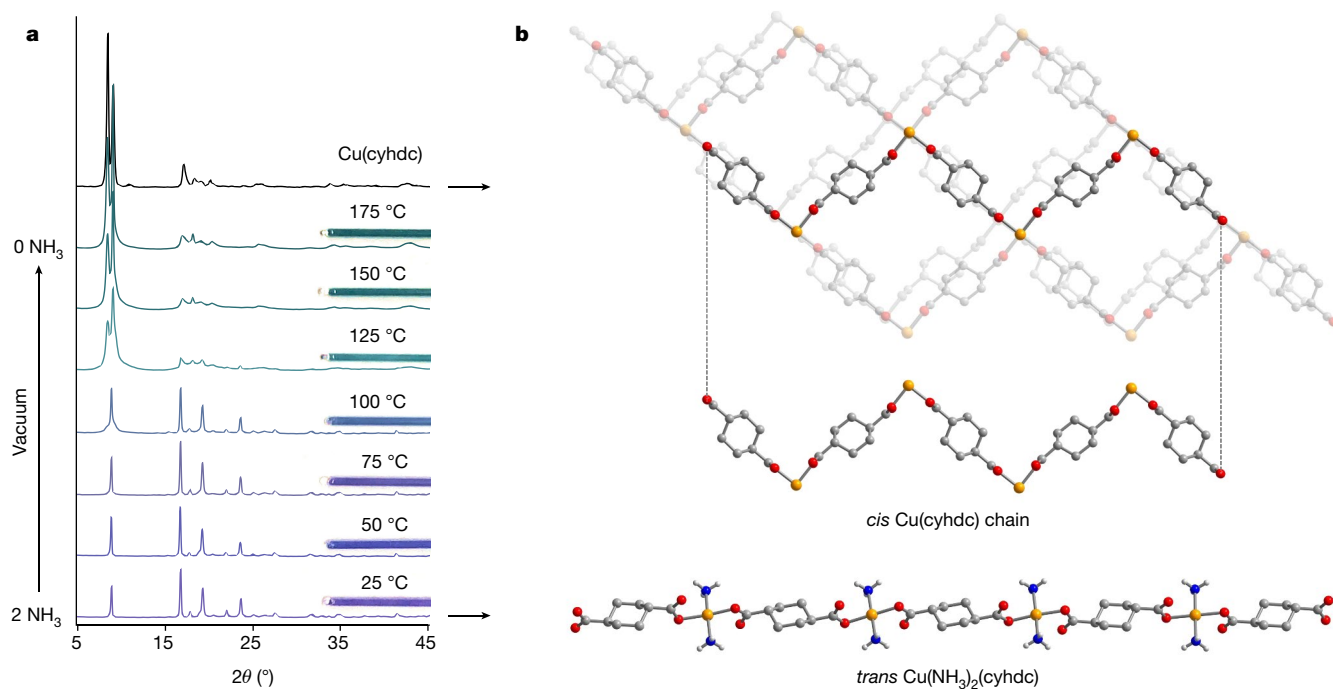 a
b
Cu(cyhdc)
175 °C
0 NH3
150 °C
125 °C
100 °C
Vacuum
75 °C
50 °C
25 °C
2 NH3
5
15
25
35
45
2θ (°)
cis Cu(cyhdc) chain
trans Cu(NH3)2(cyhdc)